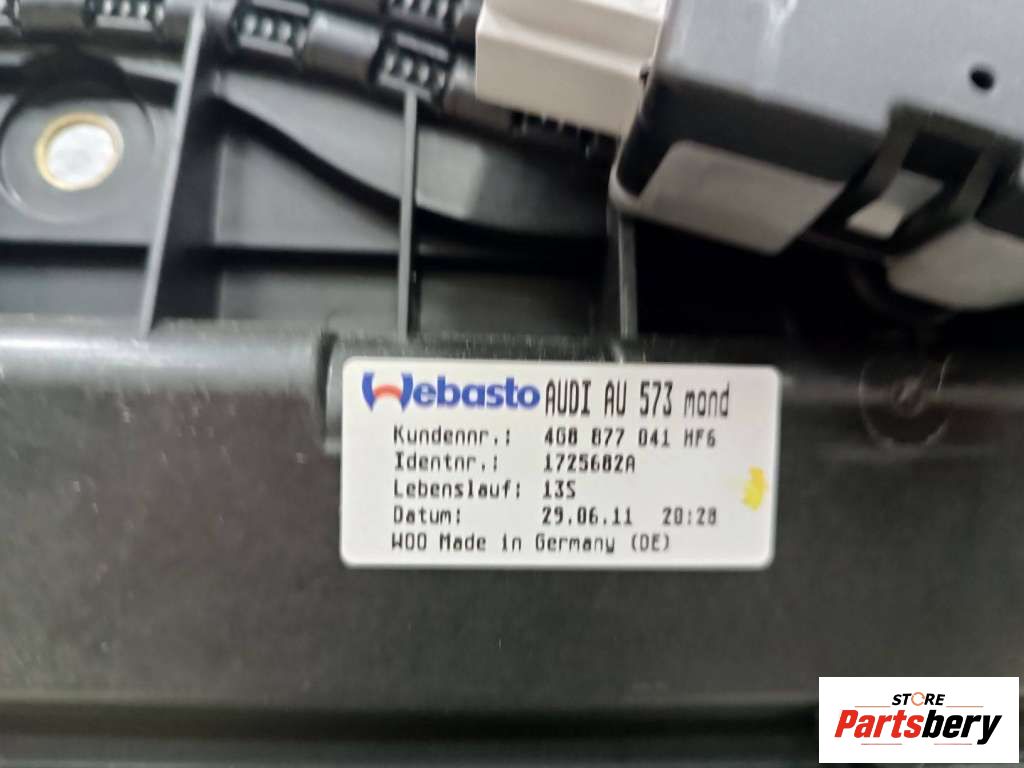 Webasto AUDI AU 573 mond
Kundennr.: 4G8 877 041 HF6
Identnr.: 1725682A
Lebenslauf: 13S
Datum: 29.06.11 20:28
WOO Made in Germany (DE)
STORE
Partsbery